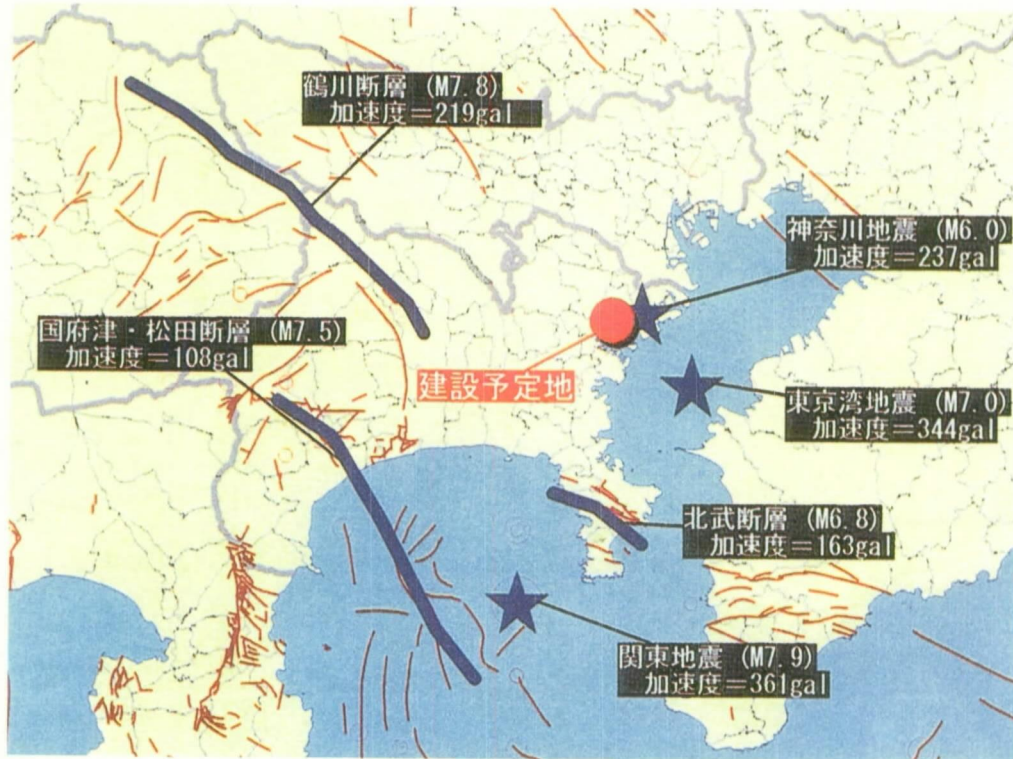 鶴川断層 (M7.8)
加速度=219gal
神奈川地震 (M6.0)
加速度=237gal
国府津・松田断層 (M7.5)
加速度=108gal
建設予定地
東京湾地震 (M7.0)
加速度=344gal
北武断層 (M6.8)
加速度=163gal
関東地震 (M7.9)
加速度=361gal